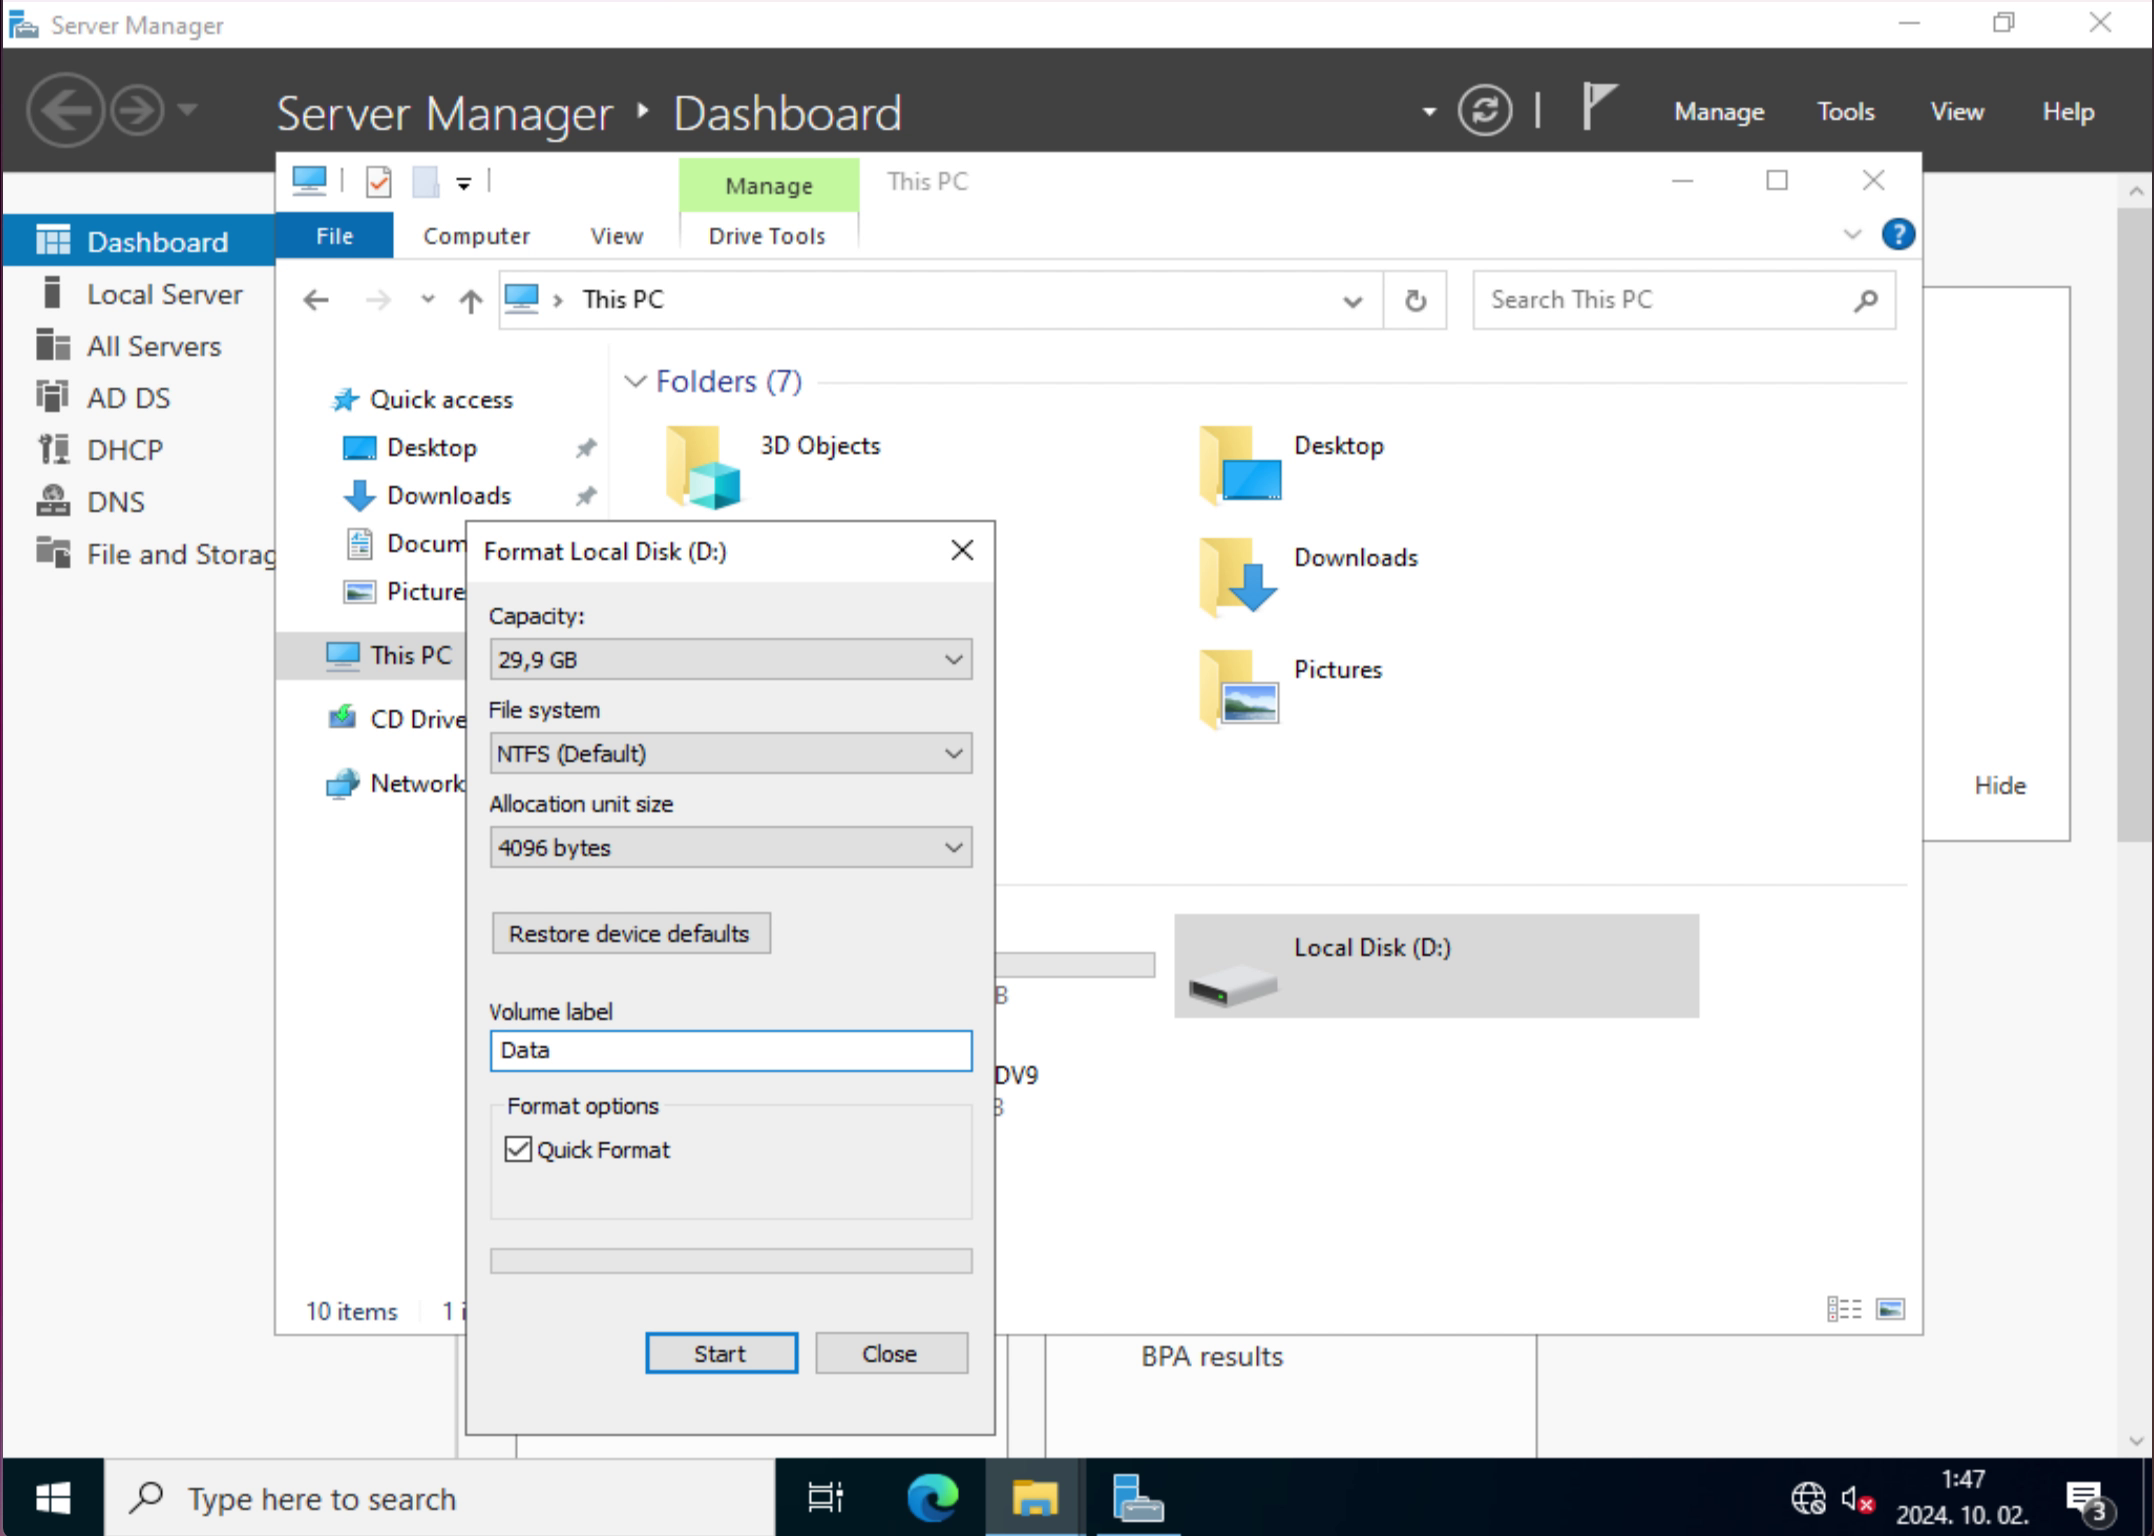 Server Manager
Server Manager ‣ Dashboard
Manage
Tools
View
Help
Manage
This PC
File
Computer
View
Drive Tools
?
This PC
Search This PC
Dashboard
Local Server
All Servers
AD DS
DHCP
DNS
File and Storag
Quick access
Desktop
Downloads
Docum
Picture
This PC
CD Drive
Network
Folders (7)
3D Objects
Desktop
Downloads
Pictures
Hide
Format Local Disk (D:)
Capacity:
29,9 GB
File system
NTFS (Default)
Allocation unit size
4096 bytes
Restore device defaults
Volume label
Data
Format options
Quick Format
Start
Close
Local Disk (D:)
B
DV9
10 items
1 i
BPA results
Type here to search
1:47
2024. 10. 02.
3